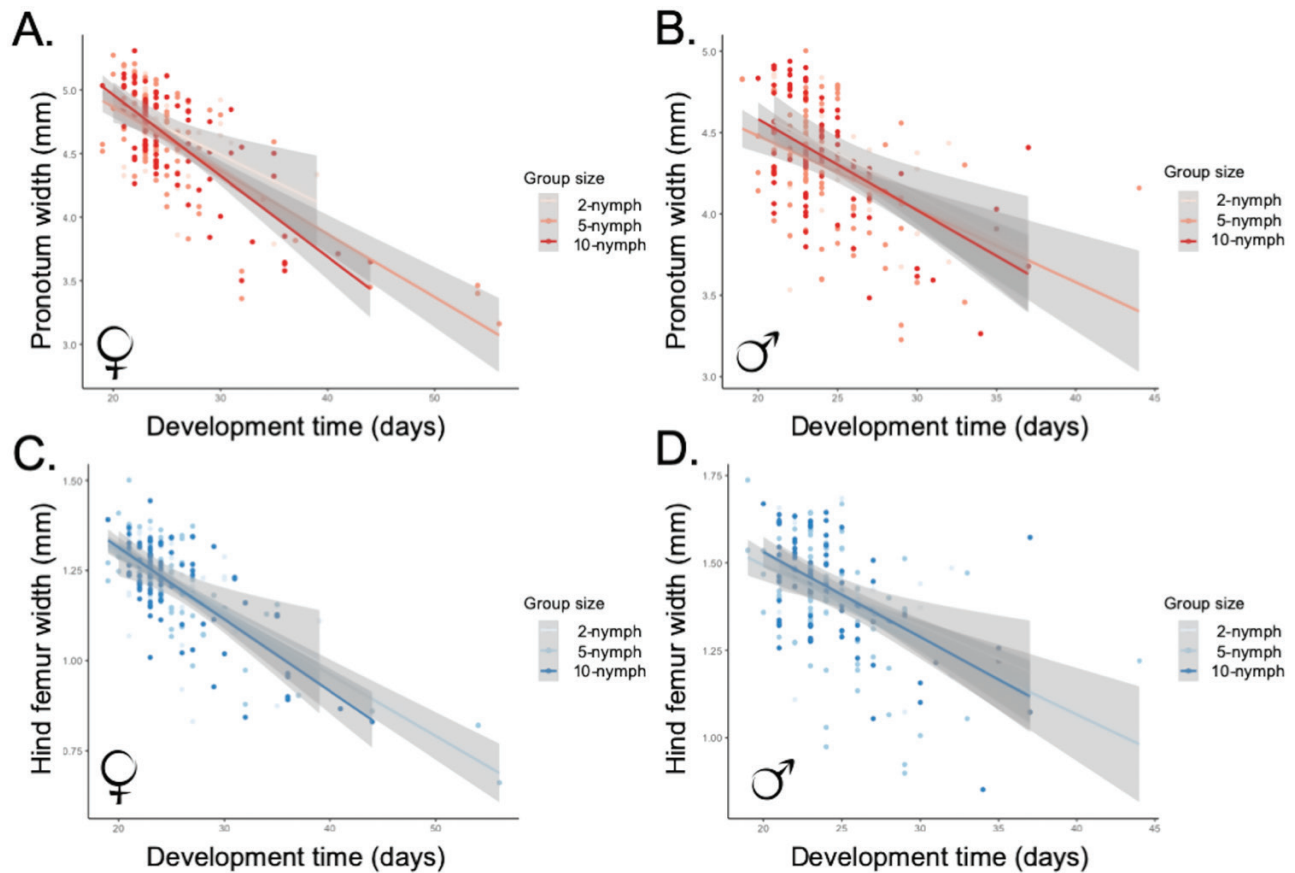 A.
Pronotum width (mm)
5.0
4.5
4.0
3.5
3.0
20
30
40
50
Development time (days)
Group size
2-nymph
5-nymph
10-nymph
B.
Pronotum width (mm)
5.0
4.5
4.0
3.5
3.0
20
25
30
35
40
45
Development time (days)
Group size
2-nymph
5-nymph
10-nymph
C.
Hind femur width (mm)
1.50
1.25
1.00
0.75
20
30
40
50
Development time (days)
Group size
2-nymph
5-nymph
10-nymph
D.
Hind femur width (mm)
1.75
1.50
1.25
1.00
20
25
30
35
40
45
Development time (days)
Group size
2-nymph
5-nymph
10-nymph